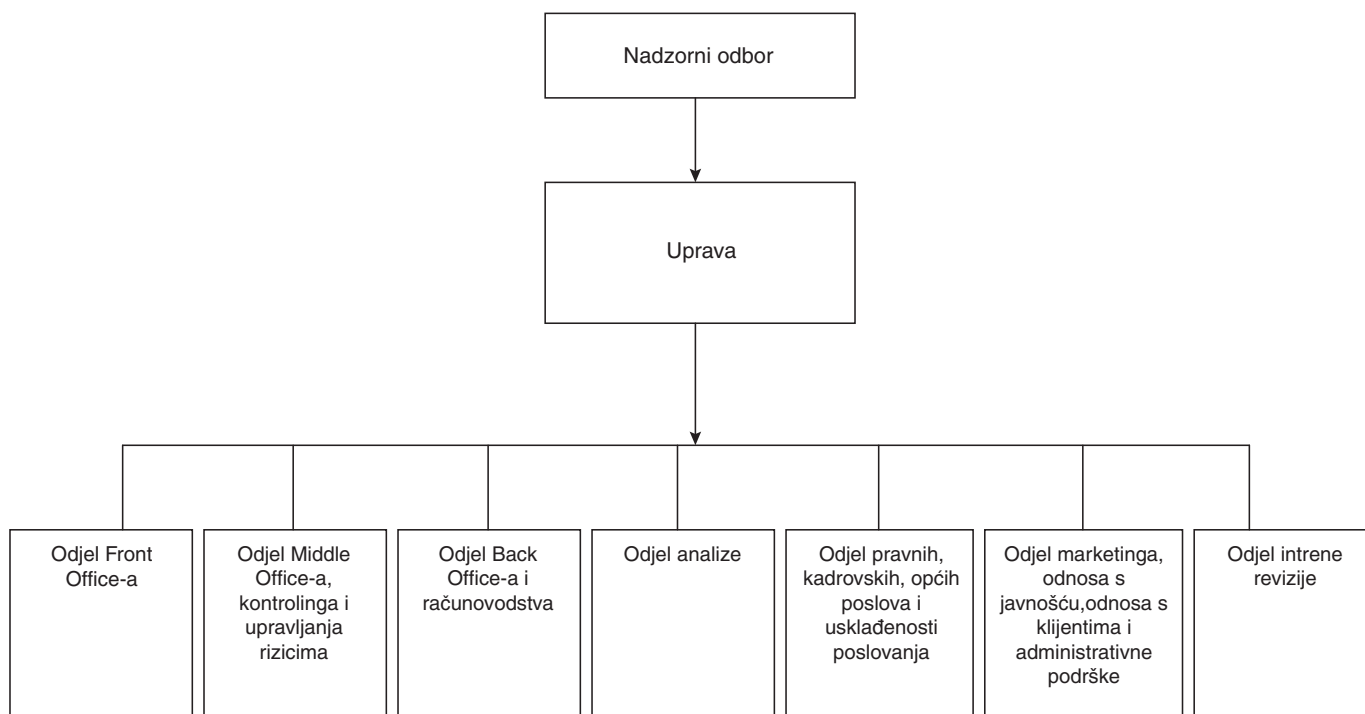 Nadzorni odbor
Uprava
Odjel Front
Office-a
Odjel Middle
Office-a,
kontrolinga i
upravljanja
rizicima
Odjel Back
Office-a i
računovodstva
Odjel analize
Odjel pravnih,
kadrovskih, općih
poslova i
usklađenosti
poslovanja
Odjel marketinga,
odnosa s
javnošću,odnosa s
klijentima i
administrativne
podrške
Odjel intrene
revizije